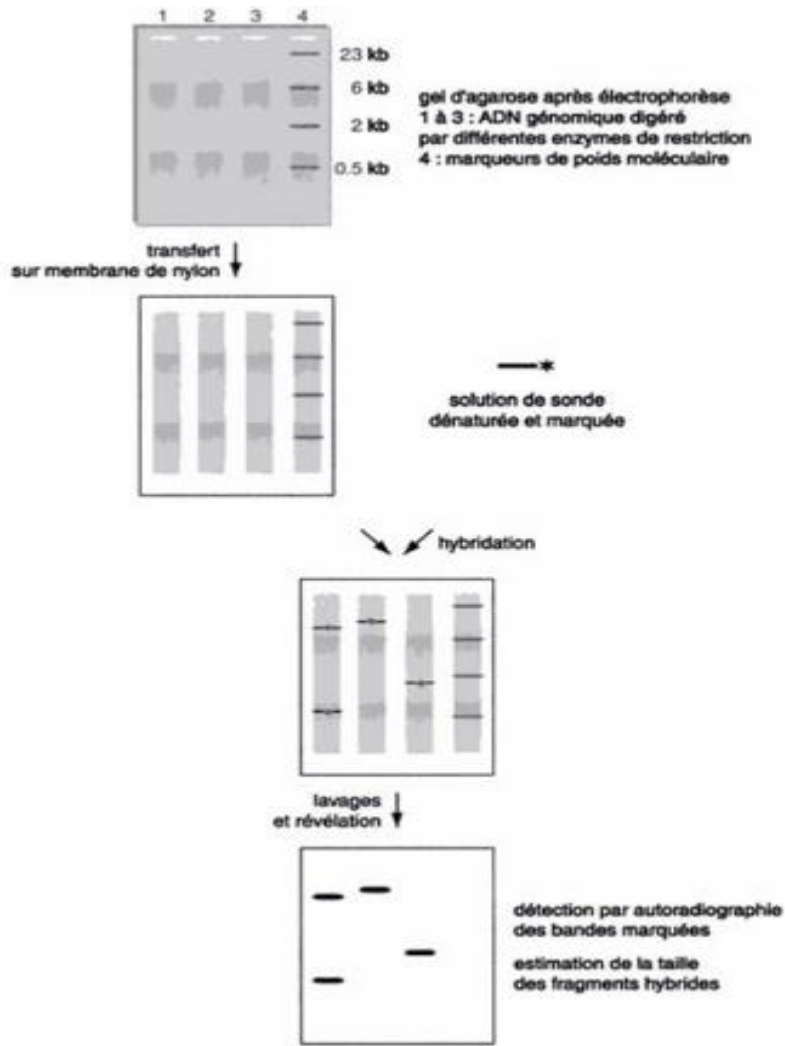 1 2 3 4
23 kb
6 kb
2 kb
0.5 kb
gel d'agarose après électrophorèse
1 à 3 : ADN génomique digéré
par différentes enzymes de restriction
4 : marqueurs de poids moléculaire
transfert
sur membrane de nylon
solution de sonde
dénaturée et marquée
hybridation
lavages
et révélation
détection par autoradiographie
des bandes marquées
estimation de la taille
des fragments hybrides